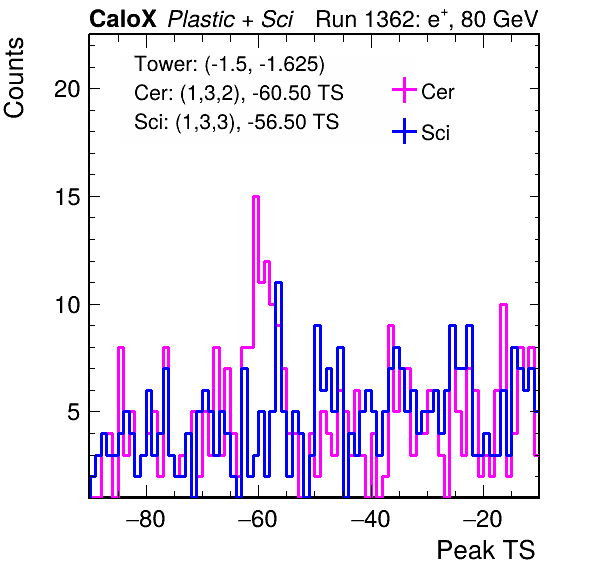 CaloX Plastic + Sci Run 1362: e+, 80 GeV
Tower: (-1.5, -1.625)
Cer: (1,3,2), -60.50 TS
Sci: (1,3,3), -56.50 TS
Cer
Sci
Counts
20
15
10
5
−80 −60 −40 −20
Peak TS